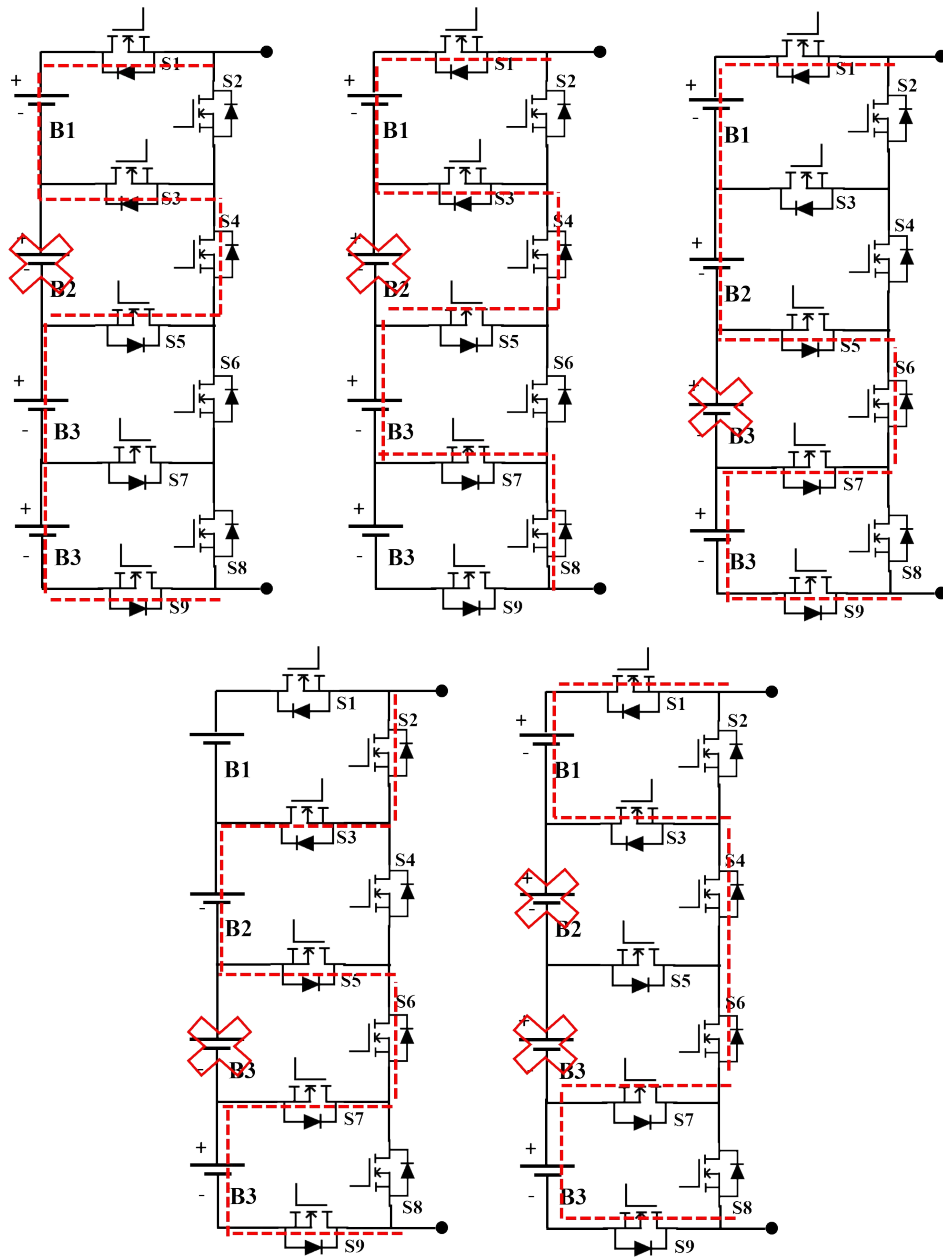 S1
+
S2
-
B1
S3
S4
+
-
B2
S5
S6
+
-
B3
S7
+
-
B3
S8
S9
S1
+
S2
-
B1
S3
S4
+
-
B2
S5
S6
+
-
B3
S7
+
-
B3
S8
S9
S1
+
S2
-
B1
S3
S4
+
-
B2
S5
S6
+
-
B3
S7
+
-
B3
S8
S9
S1
S2
B1
S3
S4
-
B2
S5
S6
-
B3
S7
+
-
B3
S8
S9
S1
+
S2
-
B1
S3
S4
+
-
B2
S5
S6
+
-
B3
S7
+
-
B3
S8
S9